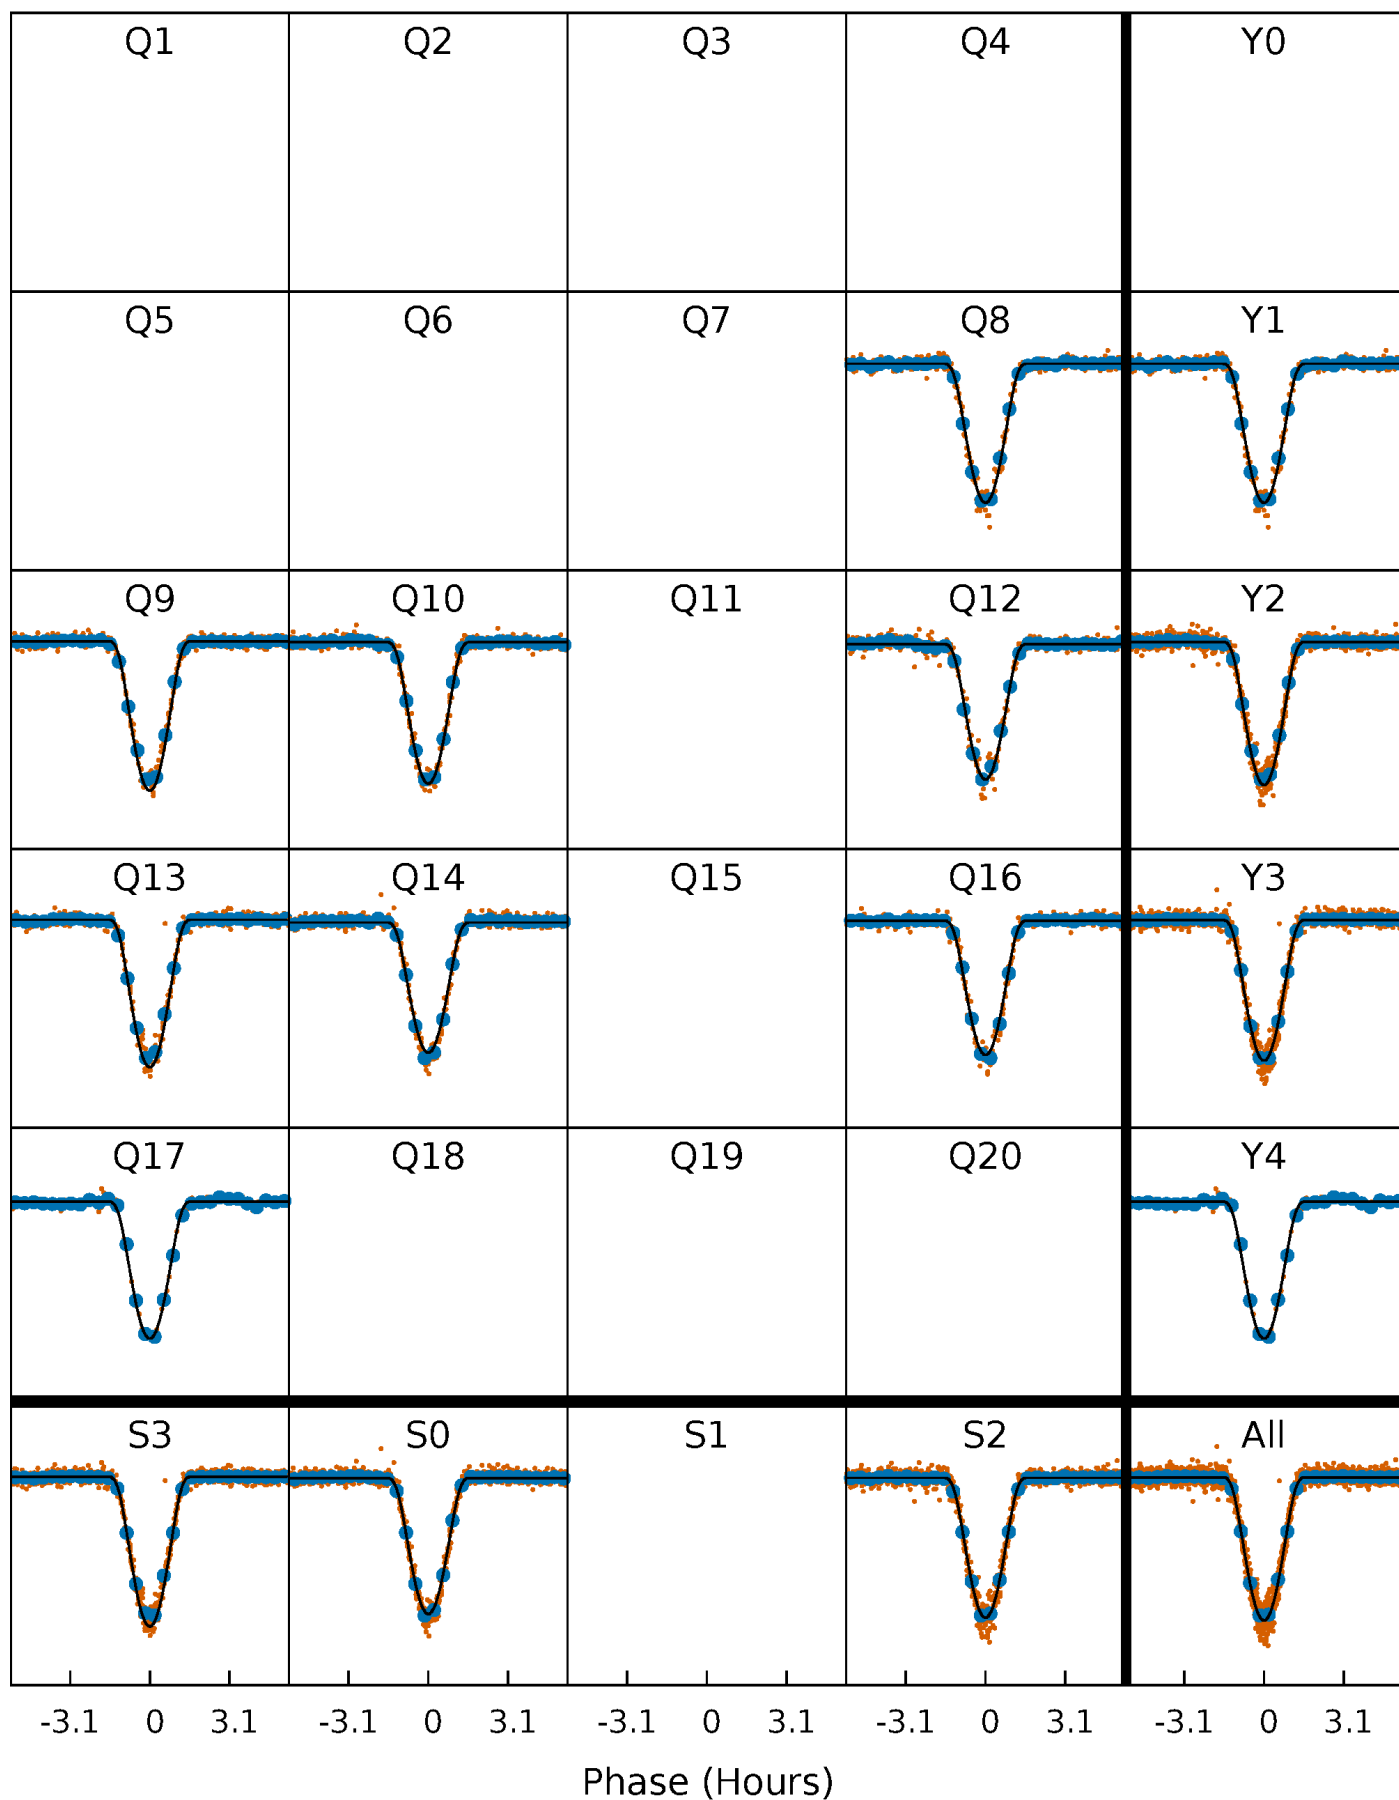 Q1 Q2 Q3 Q4 Y0
Q5 Q6 Q7 Q8 Y1
Q9 Q10 Q11 Q12 Y2
Q13 Q14 Q15 Q16 Y3
Q17 Q18 Q19 Q20 Y4
S3 S0 S1 S2 All
-3.1 0 3.1 -3.1 0 3.1 -3.1 0 3.1 -3.1 0 3.1 -3.1 0 3.1
Phase (Hours)